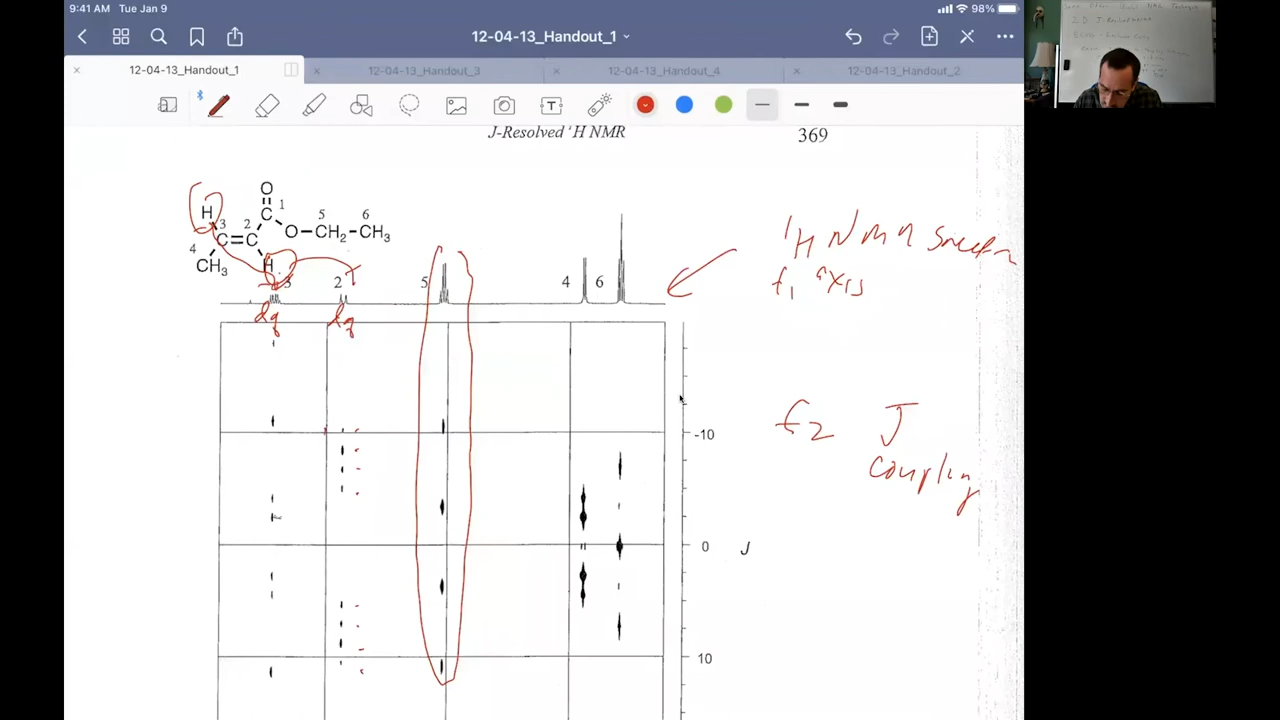 9:41 AM Tue Jan 9
98%
12-04-13_Handout_1
12-04-13_Handout_1
12-04-13_Handout_3
12-04-13_Handout_4
12-04-13_Handout_2
J-Resolved ¹H NMR
369
O
H 3 2 C 1 O 5 CH₂ 6 CH₃
4 C=C
CH₃ H
3 2 5 4 6
dq dq
¹H NMR
f₁ axis
-10
f₂ J
coupling
0 J
10